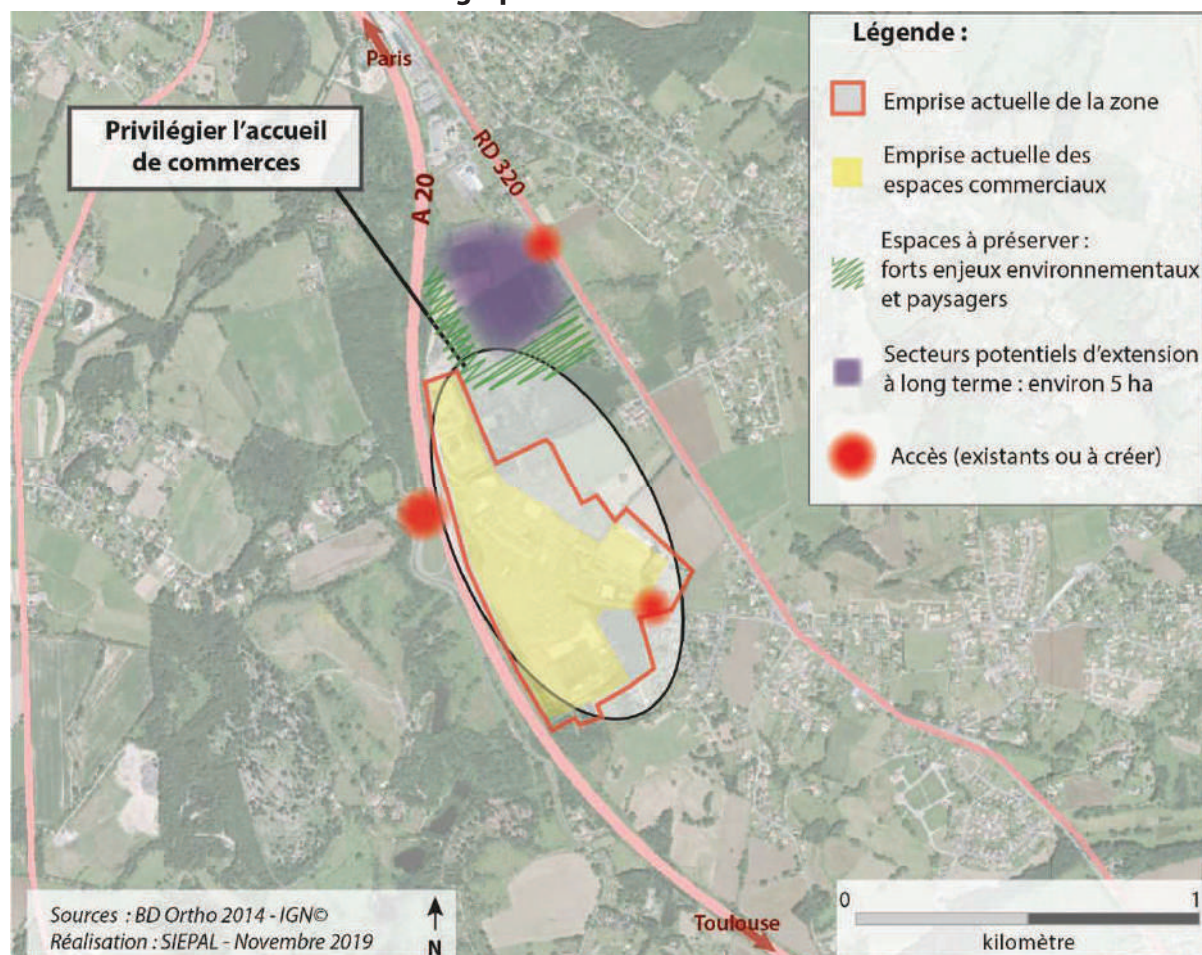 Paris
Privilégier l'accueil
de commerces
A 20
RD 320
Toulouse
Légende :
Emprise actuelle de la zone
Emprise actuelle des
espaces commerciaux
Espaces à préserver :
forts enjeux environnementaux
et paysagers
Secteurs potentiels d'extension
à long terme : environ 5 ha
Accès (existants ou à créer)
Sources : BD Ortho 2014 - IGN©
Réalisation : SIEPAL - Novembre 2019
N
0 1
kilomètre